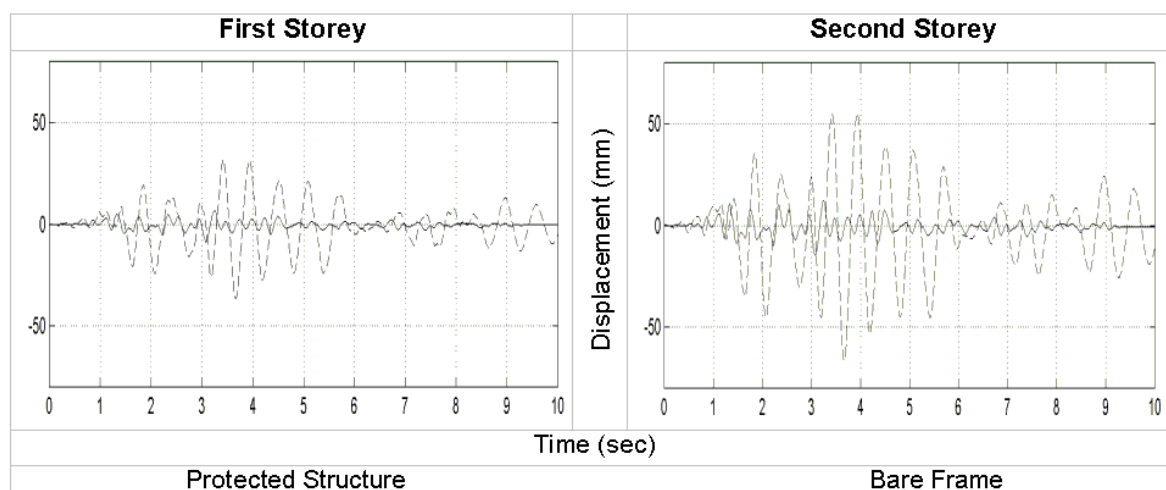 First Storey
Second Storey
50
0
-50
0 1 2 3 4 5 6 7 8 9 10
Displacement (mm)
50
0
-50
0 1 2 3 4 5 6 7 8 9 10
Time (sec)
Protected Structure
Bare Frame